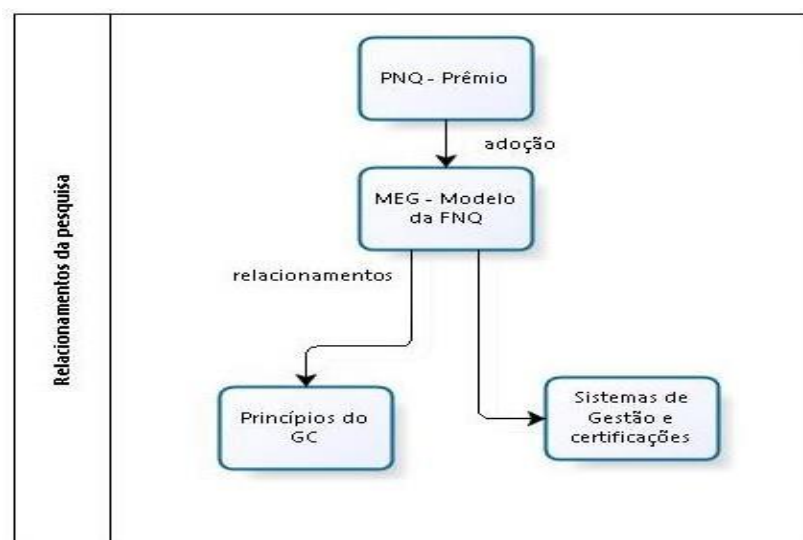 Relacionamentos da pesquisa
PNQ - Prêmio
adoção
MEG - Modelo
da FNQ
relacionamentos
Princípios do
GC
Sistemas de
Gestão e
certificações